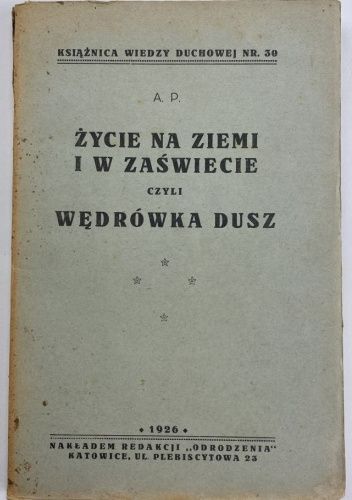 KSIĄŻNICA WIEDZY DUCHOWEJ NR. 30
A. P.
ŻYCIE NA ZIEMI
I W ZAŚWIECIE
CZYLI
WĘDRÓWKA DUSZ
1926
NAKŁADEM REDAKCJI „ODRODZENIA"
KATOWICE, UL. PLEBISCYTOWA 23